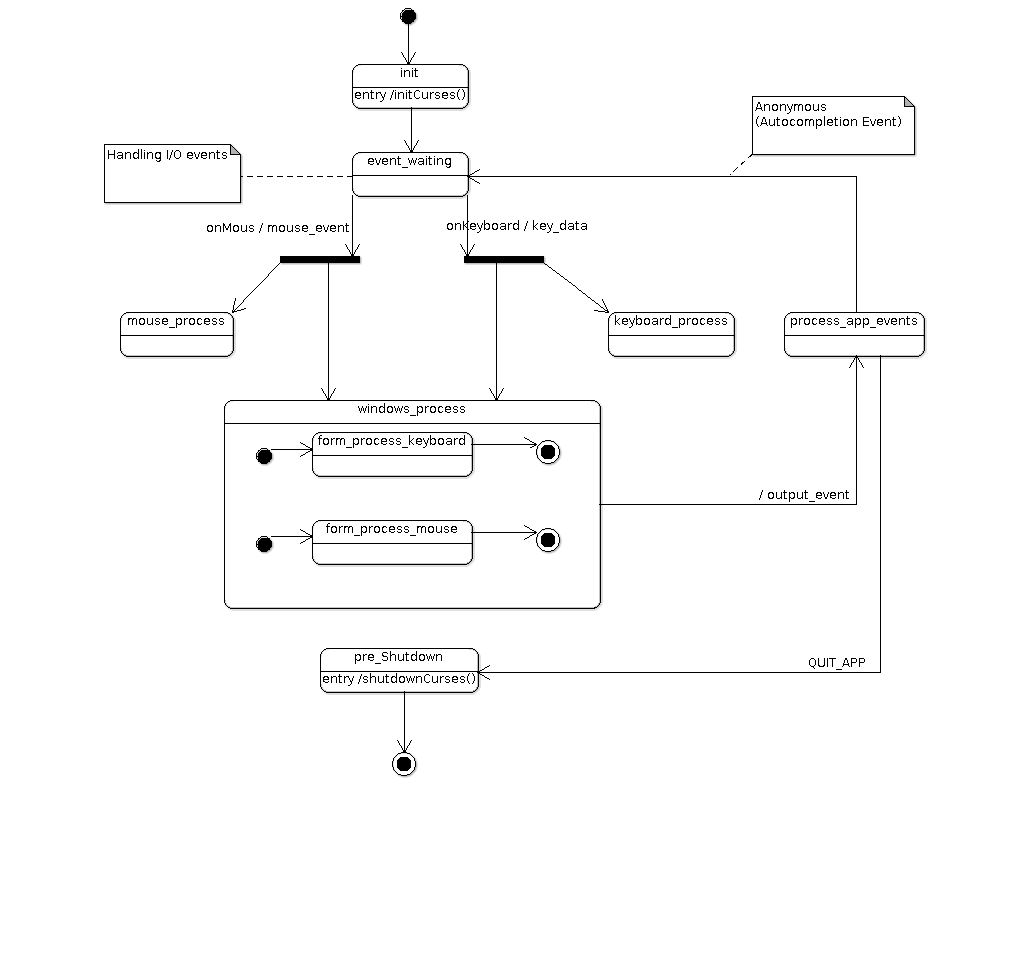 init
entry /initCurses()
Anonymous
(Autocompletion Event)
Handling I/O events
event_waiting
onMous / mouse_event
onKeyboard / key_data
mouse_process
keyboard_process
process_app_events
windows_process
form_process_keyboard
/ output_event
form_process_mouse
pre_Shutdown
entry /shutdownCurses()
QUIT_APP